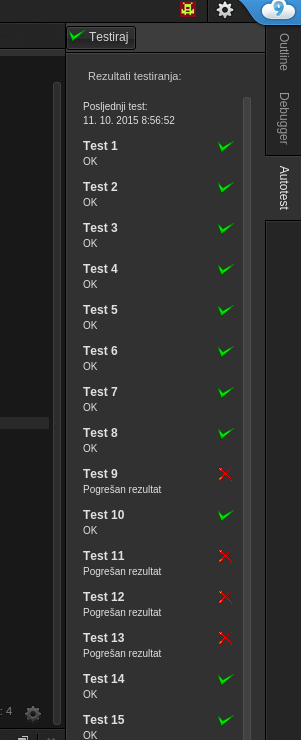 Testiraj
Outline
Debugger
Autotest
Rezultati testiranja:
Posljednji test:
11. 10. 2015 8:56:52
Test 1
OK
Test 2
OK
Test 3
OK
Test 4
OK
Test 5
OK
Test 6
OK
Test 7
OK
Test 8
OK
Test 9
Pogrešan rezultat
Test 10
OK
Test 11
Pogrešan rezultat
Test 12
Pogrešan rezultat
Test 13
Pogrešan rezultat
Test 14
OK
: 4
Test 15
OK